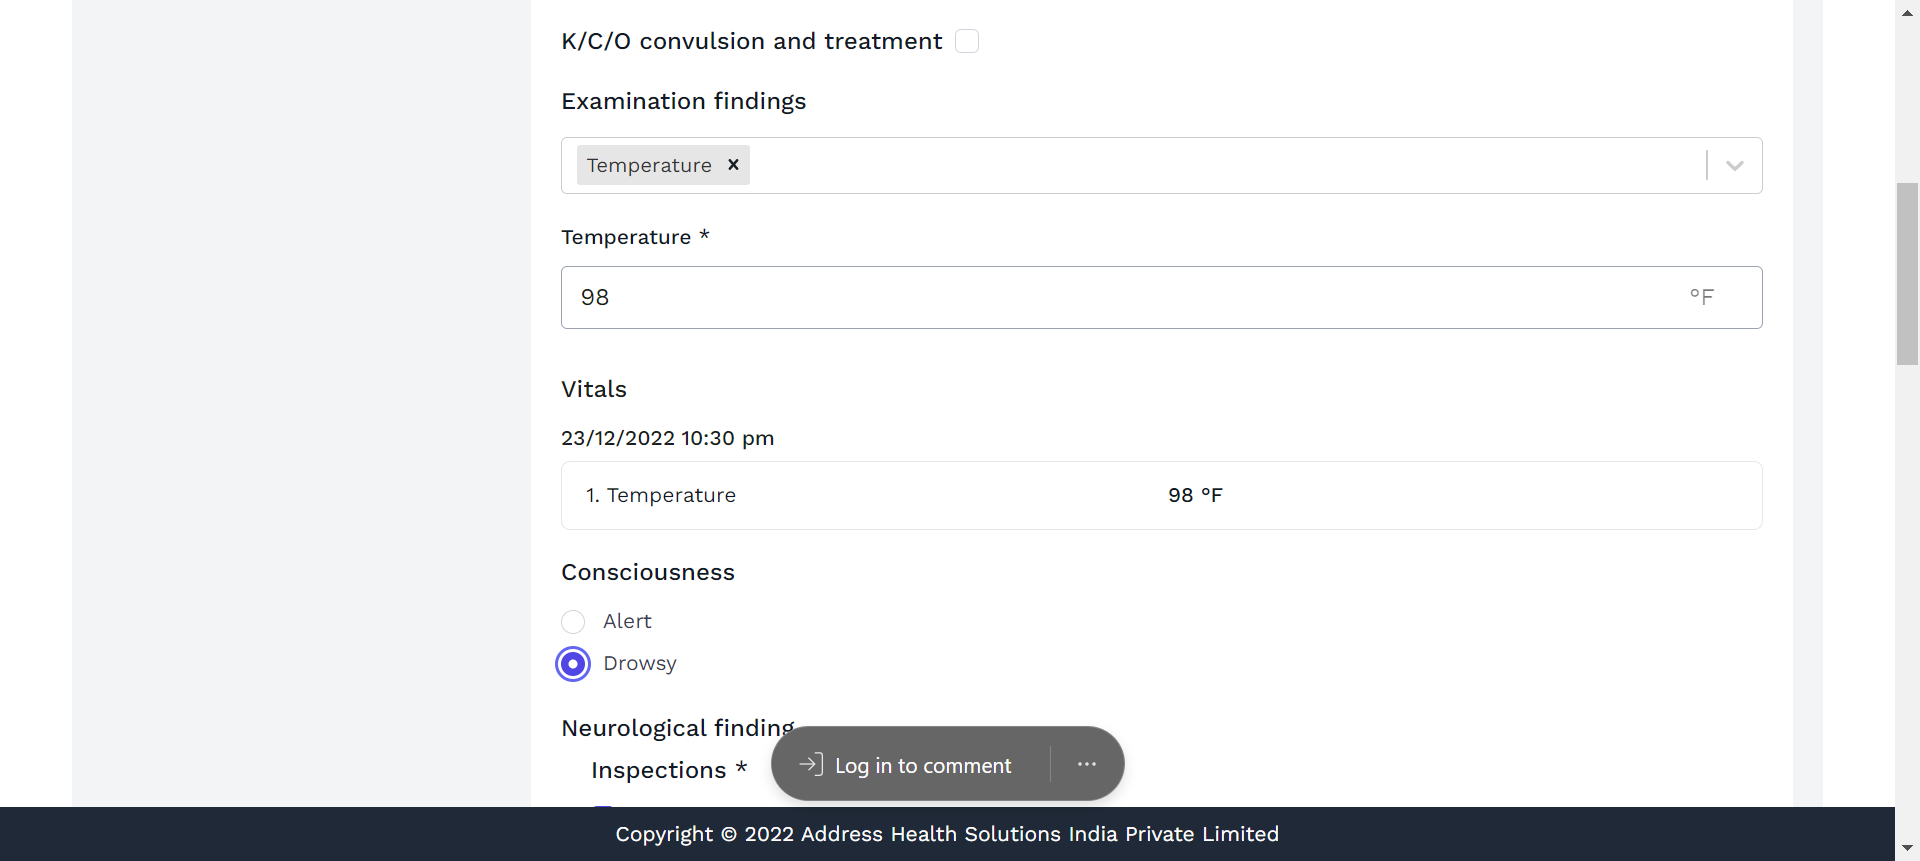 K/C/O convulsion and treatment
Examination findings
Temperature ×
Temperature *
98 °F
Vitals
23/12/2022 10:30 pm
1. Temperature 98 °F
Consciousness
Alert
Drowsy
Neurological finding
Inspections *
Log in to comment ...
Copyright © 2022 Address Health Solutions India Private Limited